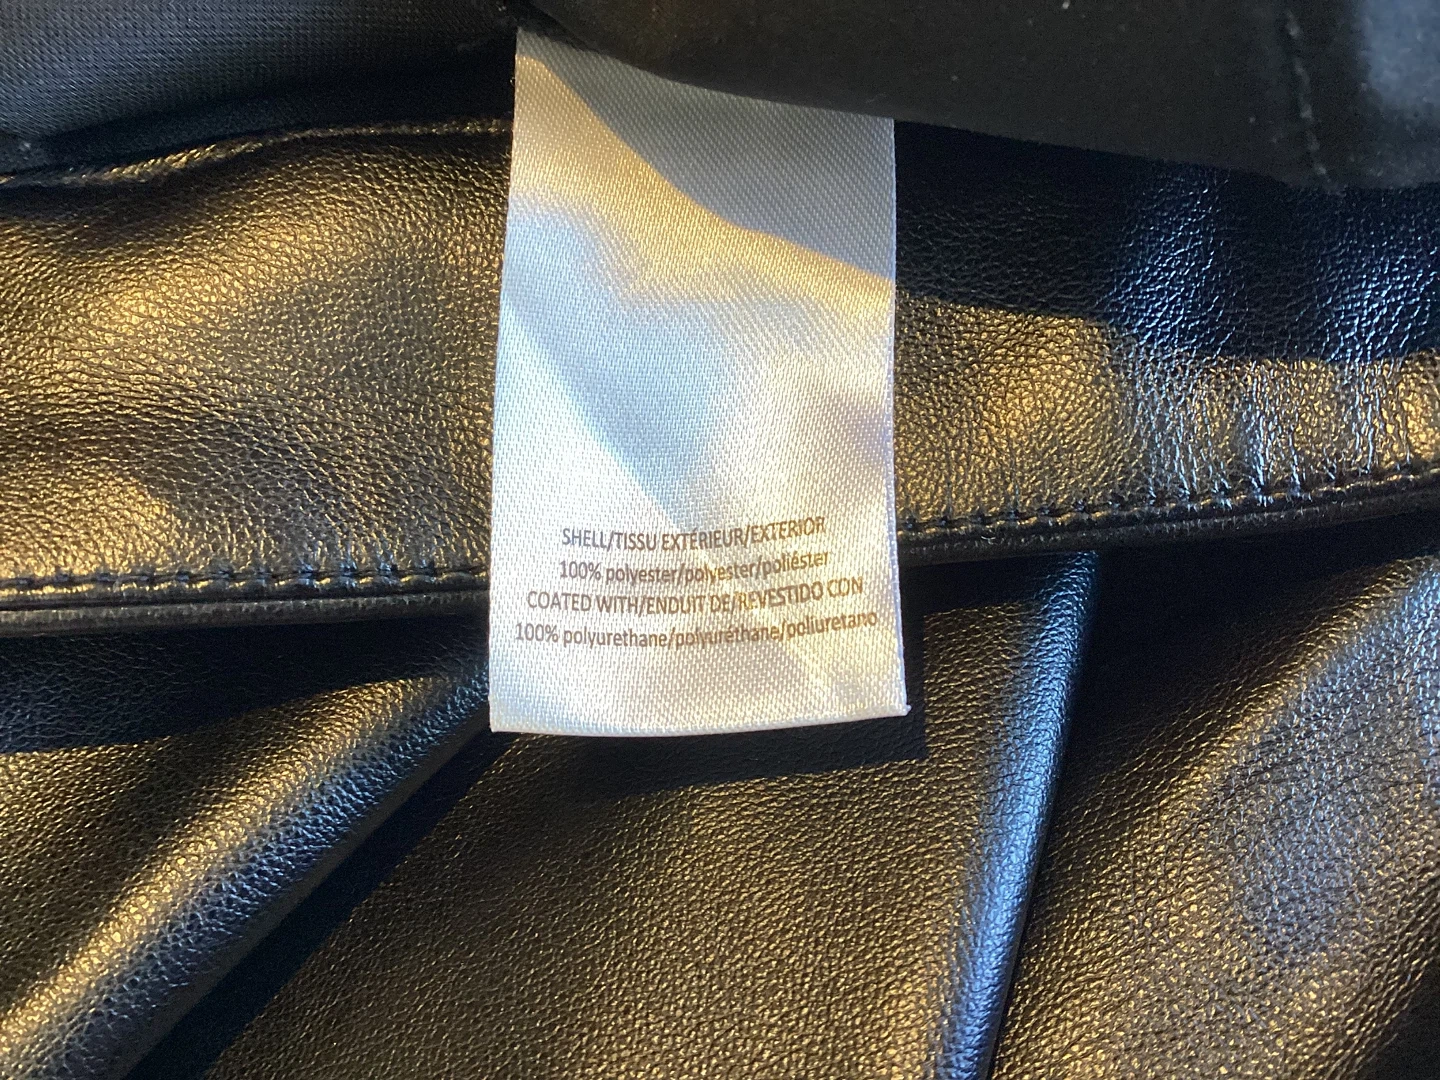 SHELL/TISSU EXTÉRIEUR/EXTERIOR
100% polyester/polyester/poliéster
COATED WITH/ENDUIT DE/REVESTIDO CON
100% polyurethane/polyuréthane/poliuretano